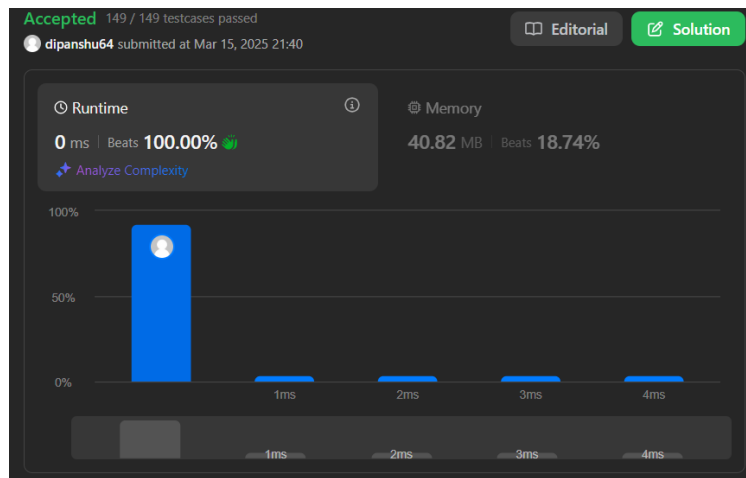 Accepted 149 / 149 testcases passed
Editorial
Solution
dipanshu64 submitted at Mar 15, 2025 21:40
Runtime
0 ms | Beats 100.00%
Analyze Complexity
Memory
40.82 MB | Beats 18.74%
100%
50%
0%
1ms 2ms 3ms 4ms
1ms 2ms 3ms 4ms